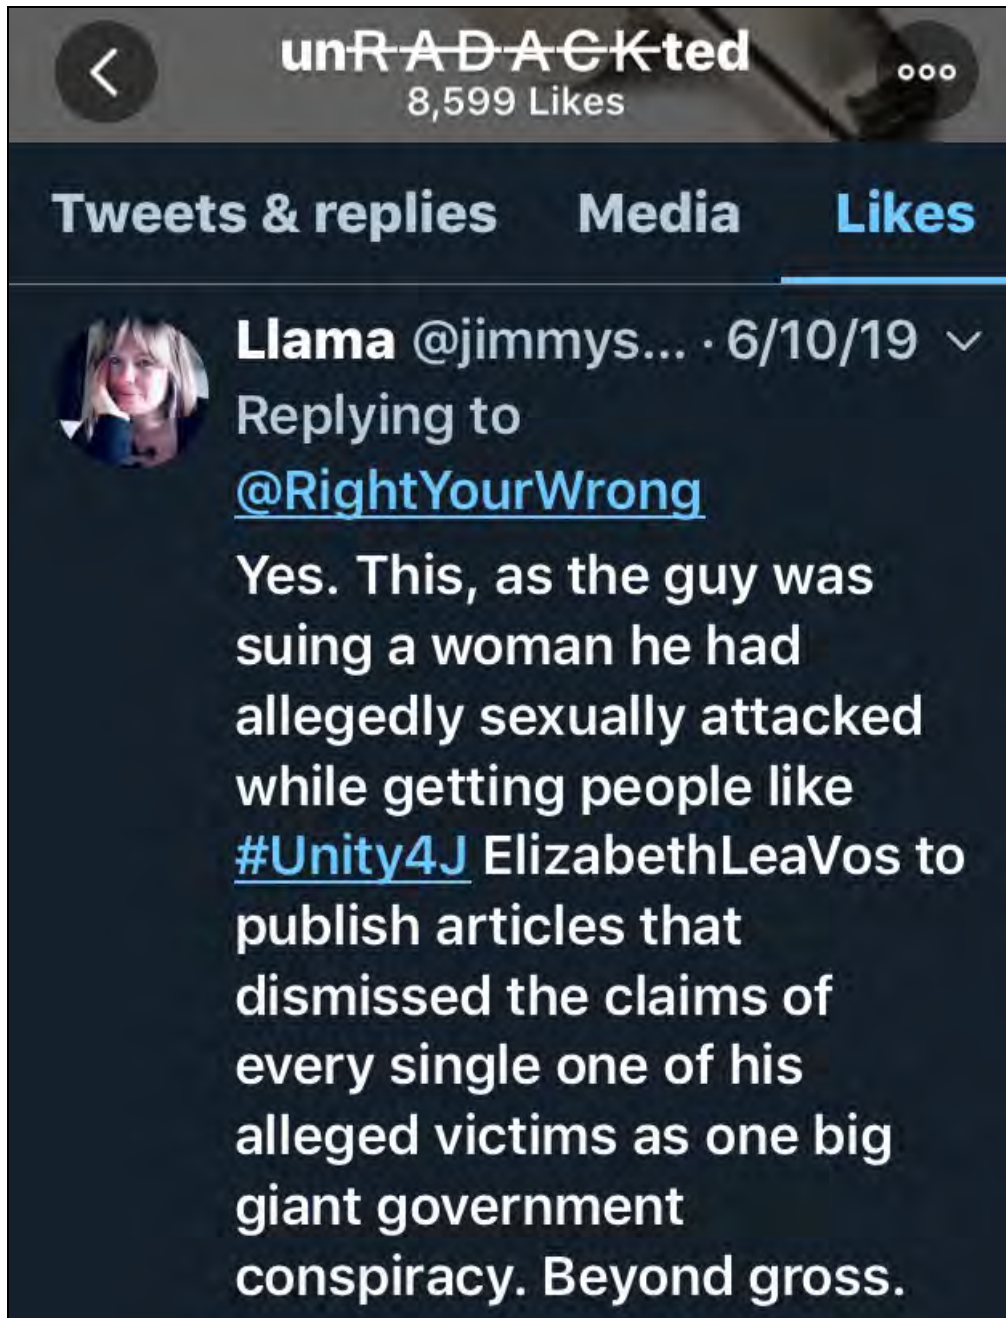 unRADACKted
8,599 Likes
Tweets & replies Media Likes
Llama @jimmys... · 6/10/19
Replying to
@RightYourWrong
Yes. This, as the guy was
suing a woman he had
allegedly sexually attacked
while getting people like
#Unity4J ElizabethLeaVos to
publish articles that
dismissed the claims of
every single one of his
alleged victims as one big
giant government
conspiracy. Beyond gross.